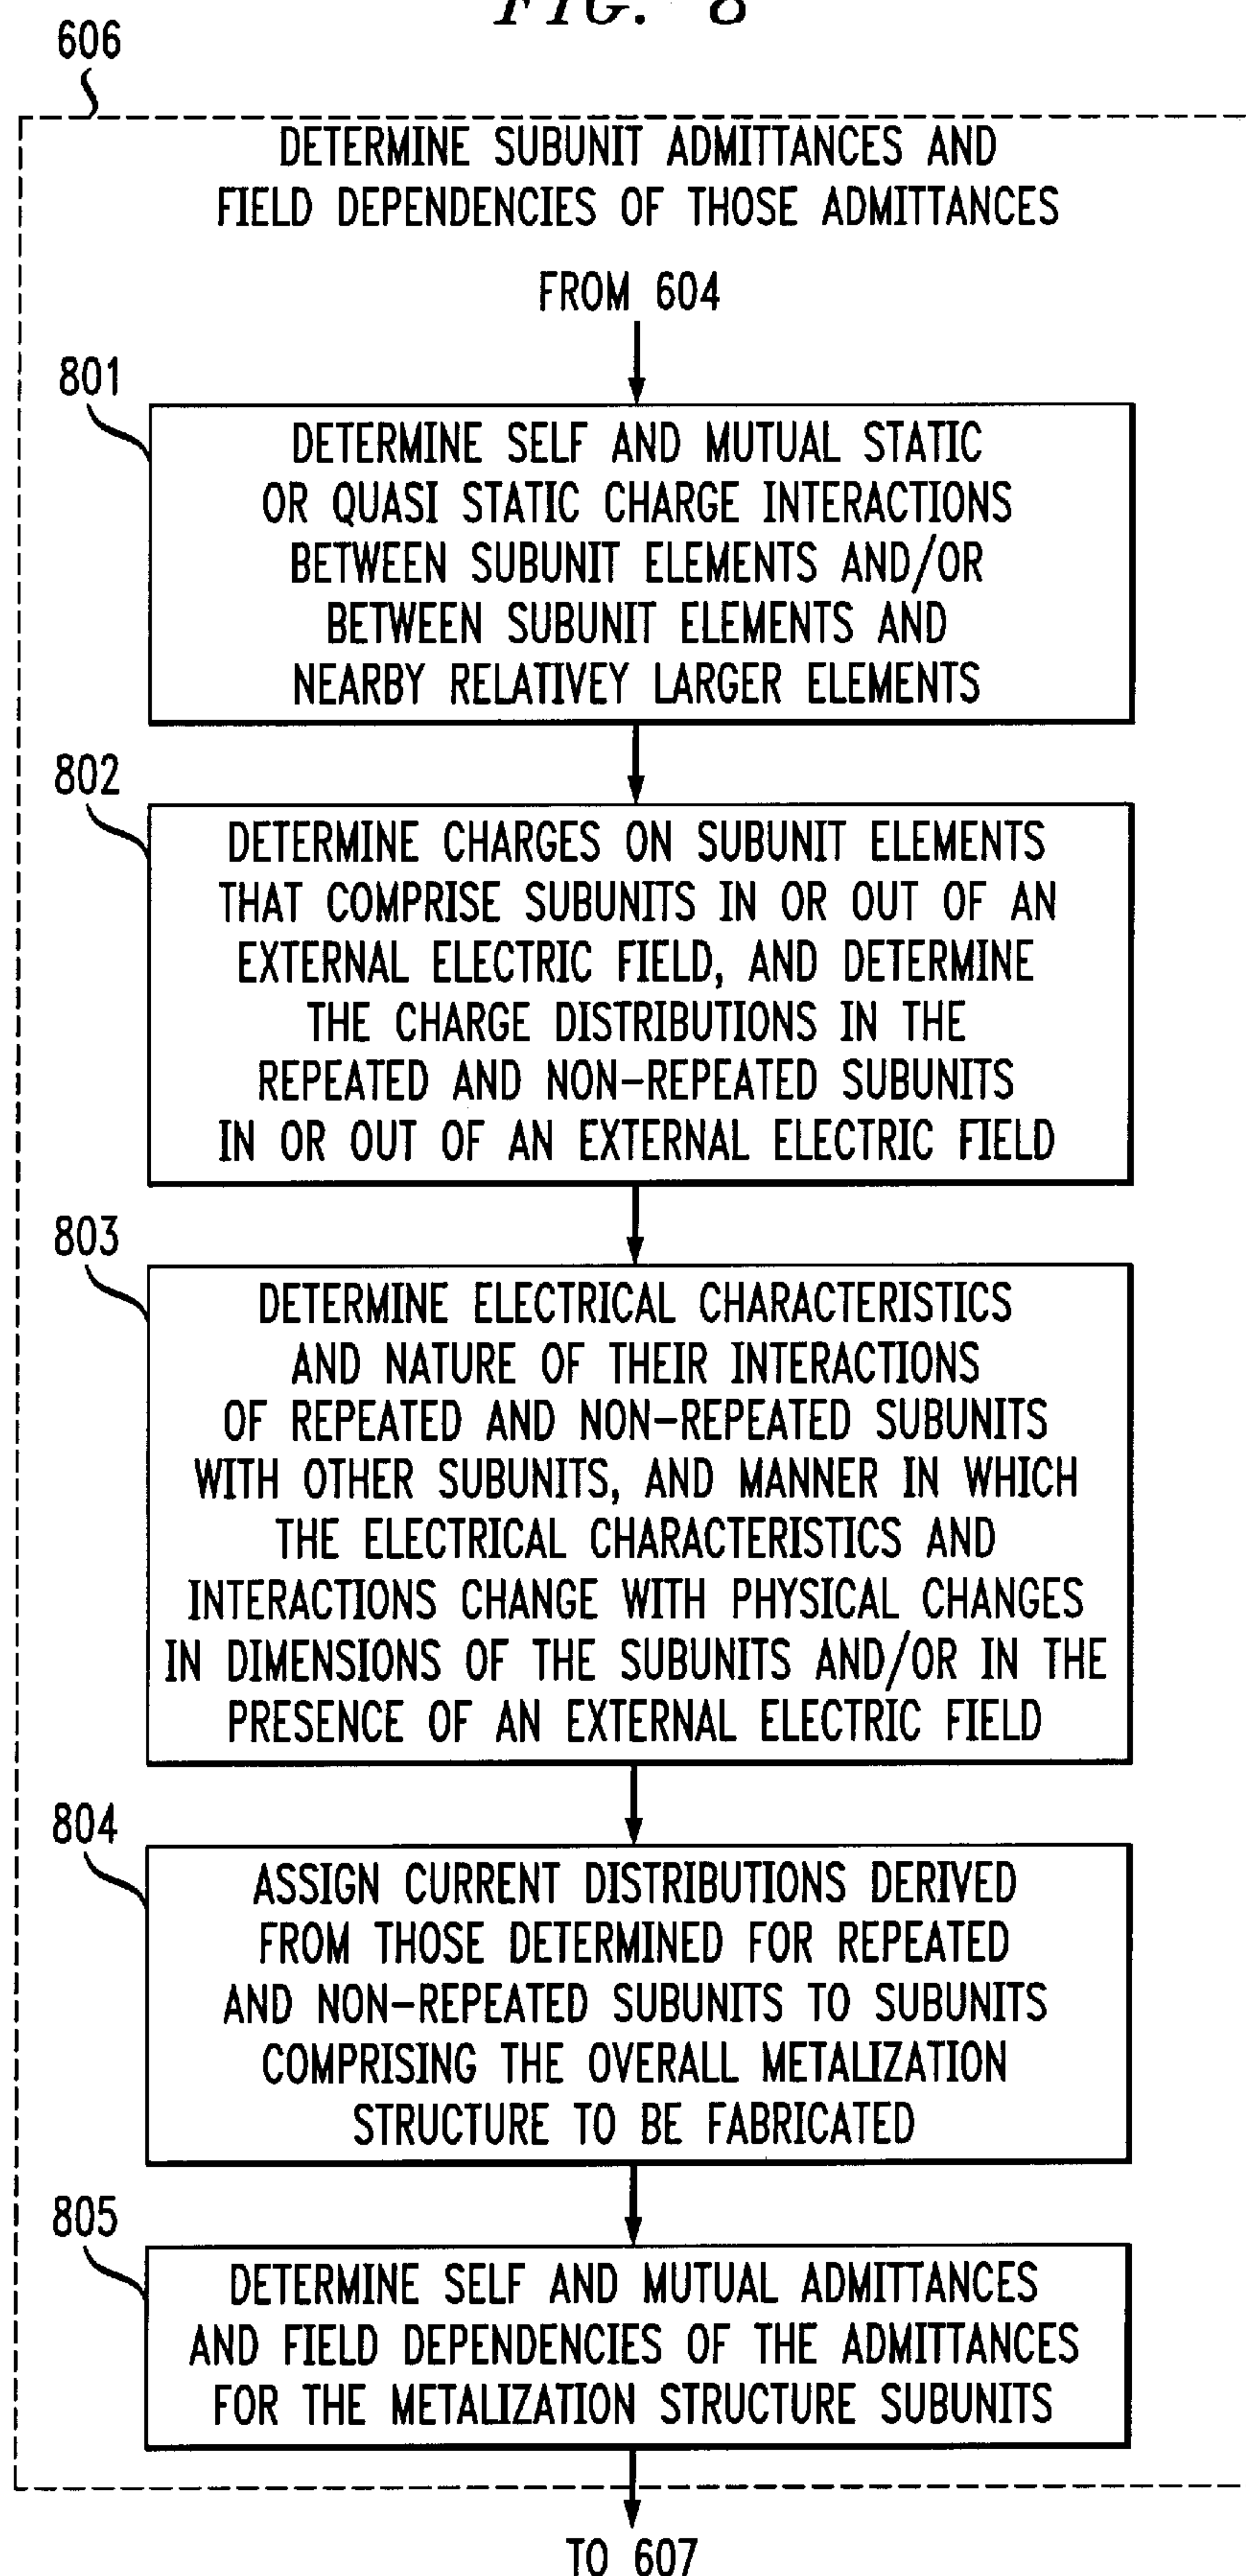 FIG. 8
606
DETERMINE SUBUNIT ADMITTANCES AND
FIELD DEPENDENCIES OF THOSE ADMITTANCES
FROM 604
801
DETERMINE SELF AND MUTUAL STATIC
OR QUASI STATIC CHARGE INTERACTIONS
BETWEEN SUBUNIT ELEMENTS AND/OR
BETWEEN SUBUNIT ELEMENTS AND
NEARBY RELATIVEY LARGER ELEMENTS
802
DETERMINE CHARGES ON SUBUNIT ELEMENTS
THAT COMPRISE SUBUNITS IN OR OUT OF AN
EXTERNAL ELECTRIC FIELD, AND DETERMINE
THE CHARGE DISTRIBUTIONS IN THE
REPEATED AND NON-REPEATED SUBUNITS
IN OR OUT OF AN EXTERNAL ELECTRIC FIELD
803
DETERMINE ELECTRICAL CHARACTERISTICS
AND NATURE OF THEIR INTERACTIONS
OF REPEATED AND NON-REPEATED SUBUNITS
WITH OTHER SUBUNITS, AND MANNER IN WHICH
THE ELECTRICAL CHARACTERISTICS AND
INTERACTIONS CHANGE WITH PHYSICAL CHANGES
IN DIMENSIONS OF THE SUBUNITS AND/OR IN THE
PRESENCE OF AN EXTERNAL ELECTRIC FIELD
804
ASSIGN CURRENT DISTRIBUTIONS DERIVED
FROM THOSE DETERMINED FOR REPEATED
AND NON-REPEATED SUBUNITS TO SUBUNITS
COMPRISING THE OVERALL METALIZATION
STRUCTURE TO BE FABRICATED
805
DETERMINE SELF AND MUTUAL ADMITTANCES
AND FIELD DEPENDENCIES OF THE ADMITTANCES
FOR THE METALIZATION STRUCTURE SUBUNITS
TO 607